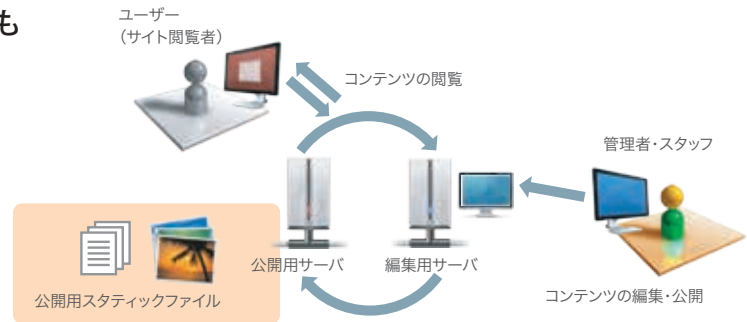 も
ユーザー
（サイト閲覧者）
コンテンツの閲覧
管理者・スタッフ
公開用サーバ
編集用サーバ
公開用スタティックファイル
コンテンツの編集・公開